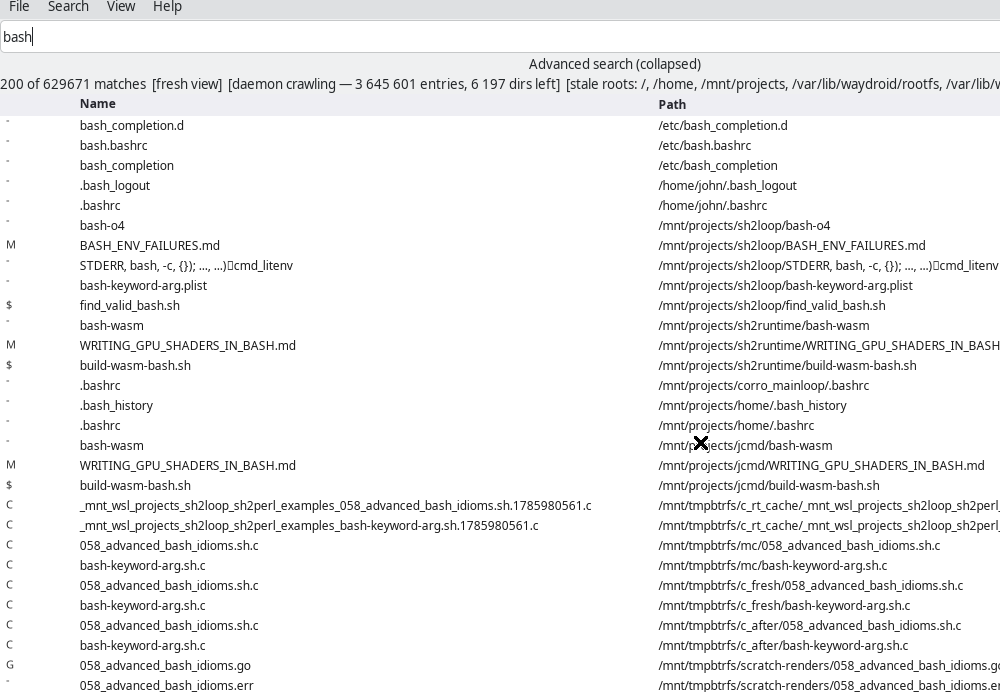 File Search View Help
bash
Advanced search (collapsed)
200 of 629671 matches [fresh view] [daemon crawling — 3 645 601 entries, 6 197 dirs left] [stale roots: /, /home, /mnt/projects, /var/lib/waydroid/rootfs, /var/lib/w
Name Path
" bash_completion.d /etc/bash_completion.d
" bash.bashrc /etc/bash.bashrc
" bash_completion /etc/bash_completion
" .bash_logout /home/john/.bash_logout
" .bashrc /home/john/.bashrc
" bash-o4 /mnt/projects/sh2loop/bash-o4
M BASH_ENV_FAILURES.md /mnt/projects/sh2loop/BASH_ENV_FAILURES.md
" STDERR, bash, -c, {}); ..., ...)▯cmd_litenv /mnt/projects/sh2loop/STDERR, bash, -c, {}); ..., ...)▯cmd_litenv
" bash-keyword-arg.plist /mnt/projects/sh2loop/bash-keyword-arg.plist
$ find_valid_bash.sh /mnt/projects/sh2loop/find_valid_bash.sh
" bash-wasm /mnt/projects/sh2runtime/bash-wasm
M WRITING_GPU_SHADERS_IN_BASH.md /mnt/projects/sh2runtime/WRITING_GPU_SHADERS_IN_BASH
$ build-wasm-bash.sh /mnt/projects/sh2runtime/build-wasm-bash.sh
" .bashrc /mnt/projects/corro_mainloop/.bashrc
" .bash_history /mnt/projects/home/.bash_history
" .bashrc /mnt/projects/home/.bashrc
" bash-wasm /mnt/projects/jcmd/bash-wasm
M WRITING_GPU_SHADERS_IN_BASH.md /mnt/projects/jcmd/WRITING_GPU_SHADERS_IN_BASH.md
$ build-wasm-bash.sh /mnt/projects/jcmd/build-wasm-bash.sh
C _mnt_wsl_projects_sh2loop_sh2perl_examples_058_advanced_bash_idioms.sh.1785980561.c /mnt/tmpbtrfs/c_rt_cache/_mnt_wsl_projects_sh2loop_sh2perl_
C _mnt_wsl_projects_sh2loop_sh2perl_examples_bash-keyword-arg.sh.1785980561.c /mnt/tmpbtrfs/c_rt_cache/_mnt_wsl_projects_sh2loop_sh2perl_
C 058_advanced_bash_idioms.sh.c /mnt/tmpbtrfs/mc/058_advanced_bash_idioms.sh.c
C bash-keyword-arg.sh.c /mnt/tmpbtrfs/mc/bash-keyword-arg.sh.c
C 058_advanced_bash_idioms.sh.c /mnt/tmpbtrfs/c_fresh/058_advanced_bash_idioms.sh.c
C bash-keyword-arg.sh.c /mnt/tmpbtrfs/c_fresh/bash-keyword-arg.sh.c
C 058_advanced_bash_idioms.sh.c /mnt/tmpbtrfs/c_after/058_advanced_bash_idioms.sh.c
C bash-keyword-arg.sh.c /mnt/tmpbtrfs/c_after/bash-keyword-arg.sh.c
G 058_advanced_bash_idioms.go /mnt/tmpbtrfs/scratch-renders/058_advanced_bash_idioms.go
" 058_advanced_bash_idioms.err /mnt/tmpbtrfs/scratch-renders/058_advanced_bash_idioms.er